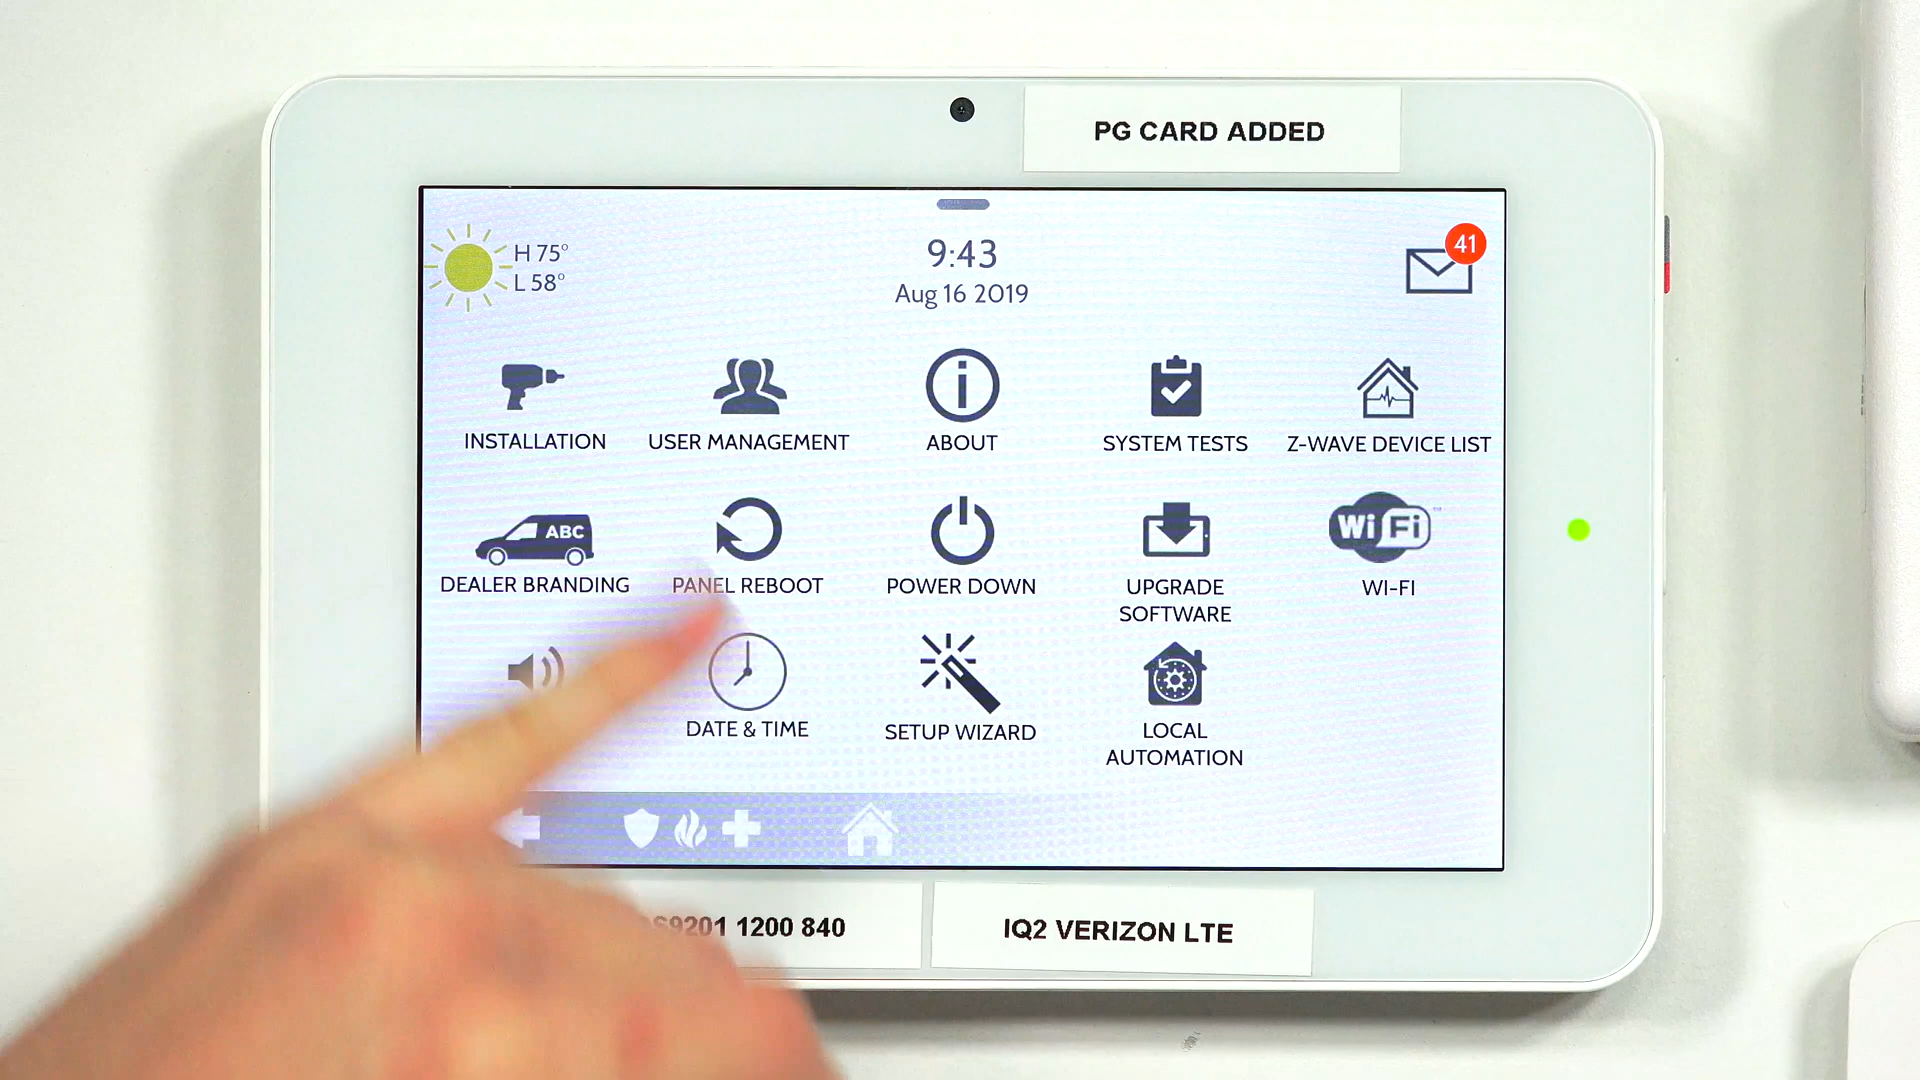 PG CARD ADDED
H 75°
L 58°
9:43
Aug 16 2019
41
INSTALLATION
USER MANAGEMENT
ABOUT
SYSTEM TESTS
Z-WAVE DEVICE LIST
ABC
WiFi™
DEALER BRANDING
PANEL REBOOT
POWER DOWN
UPGRADE
SOFTWARE
WI-FI
DATE & TIME
SETUP WIZARD
LOCAL
AUTOMATION
1200 840
IQ2 VERIZON LTE